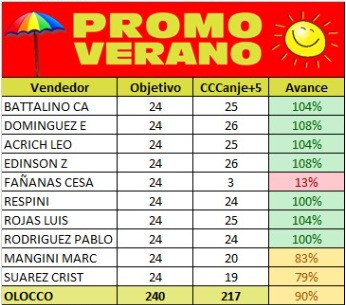 PROMO
VERANO
Vendedor Objetivo CCCanje+5 Avance
BATTALINO CA 24 25 104%
DOMINGUEZ E 24 26 108%
ACRICH LEO 24 25 104%
EDINSON Z 24 26 108%
FAÑANAS CESA 24 3 13%
RESPINI 24 24 100%
ROJAS LUIS 24 25 104%
RODRIGUEZ PABLO 24 24 100%
MANGINI MARC 24 20 83%
SUAREZ CRIST 24 19 79%
OLOCCO 240 217 90%